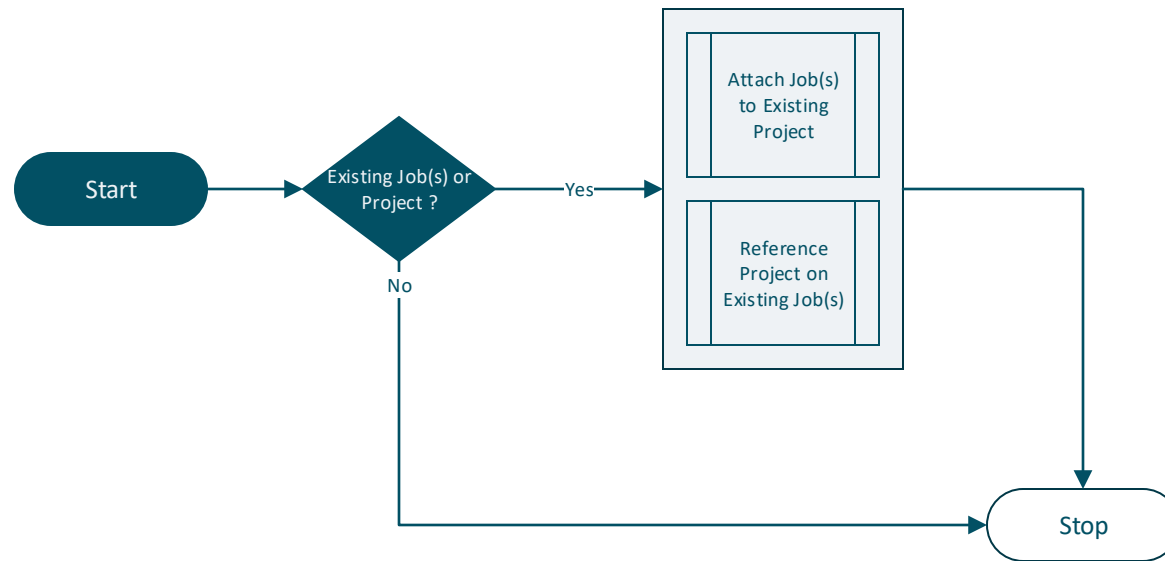 Start
Existing Job(s) or
Project ?
Yes
No
Attach Job(s)
to Existing
Project
Reference
Project on
Existing Job(s)
Stop